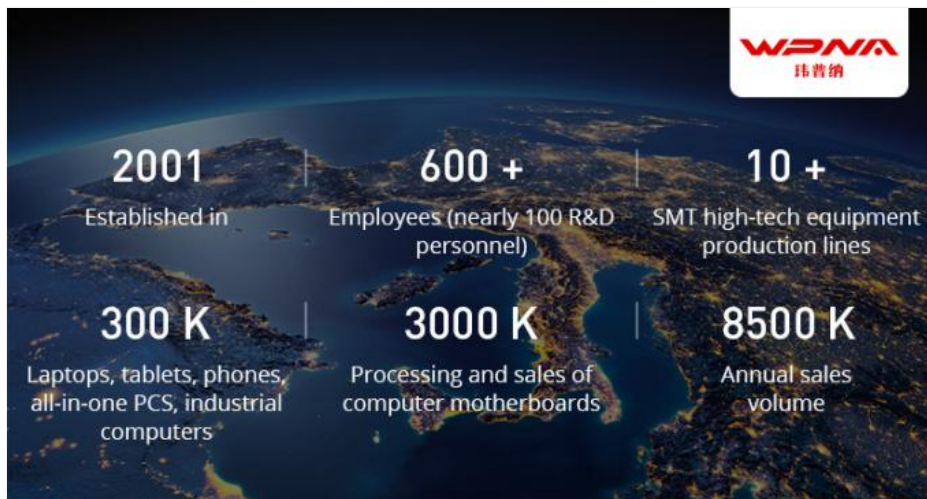 WPNA
玮普纳
2001
Established in
600 +
Employees (nearly 100 R&D
personnel)
10 +
SMT high-tech equipment
production lines
300 K
Laptops, tablets, phones,
all-in-one PCS, industrial
computers
3000 K
Processing and sales of
computer motherboards
8500 K
Annual sales
volume